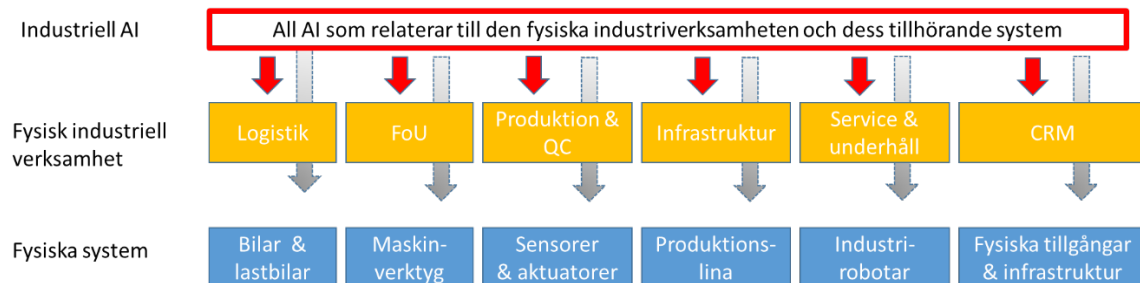 Industriell AI
All AI som relaterar till den fysiska industriverksamheten och dess tillhörande system
Fysisk industriell
verksamhet
Logistik
FoU
Produktion &
QC
Infrastruktur
Service &
underhåll
CRM
Fysiska system
Bilar &
lastbilar
Maskin-
verktyg
Sensorer
& aktuatorer
Produktions-
lina
Industri-
robotar
Fysiska tillgångar
& infrastruktur